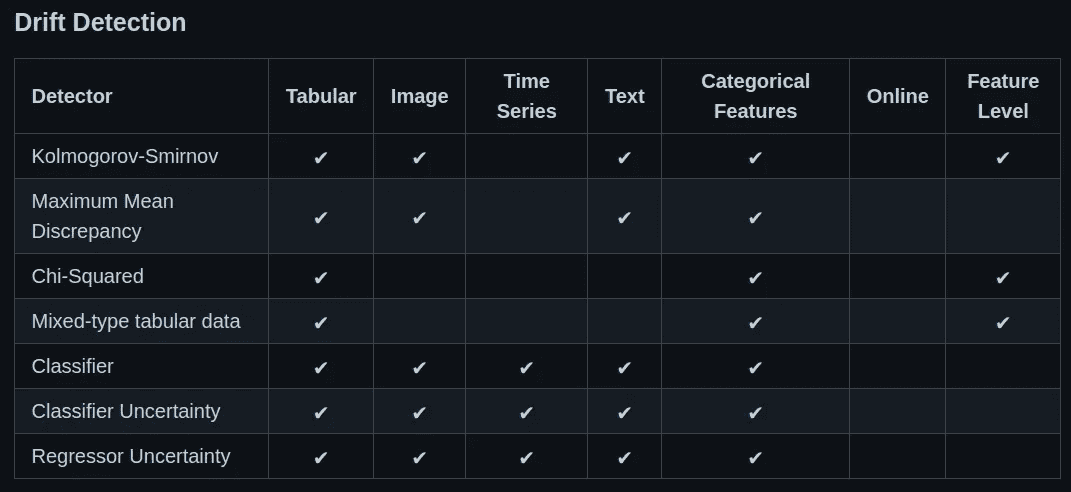 Drift Detection
Detector Tabular Image Time Series Text Categorical Features Online Feature Level
Kolmogorov-Smirnov ✔ ✔ ✔ ✔ ✔
Maximum Mean Discrepancy ✔ ✔ ✔ ✔
Chi-Squared ✔ ✔ ✔
Mixed-type tabular data ✔ ✔ ✔
Classifier ✔ ✔ ✔ ✔ ✔
Classifier Uncertainty ✔ ✔ ✔ ✔ ✔
Regressor Uncertainty ✔ ✔ ✔ ✔ ✔